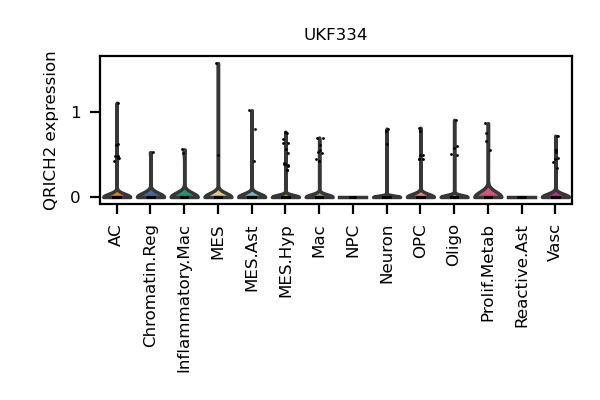 UKF334
QRICH2 expression
1
0
AC
Chromatin.Reg
Inflammatory.Mac
MES
MES.Ast
MES.Hyp
Mac
NPC
Neuron
OPC
Oligo
Prolif.Metab
Reactive.Ast
Vasc